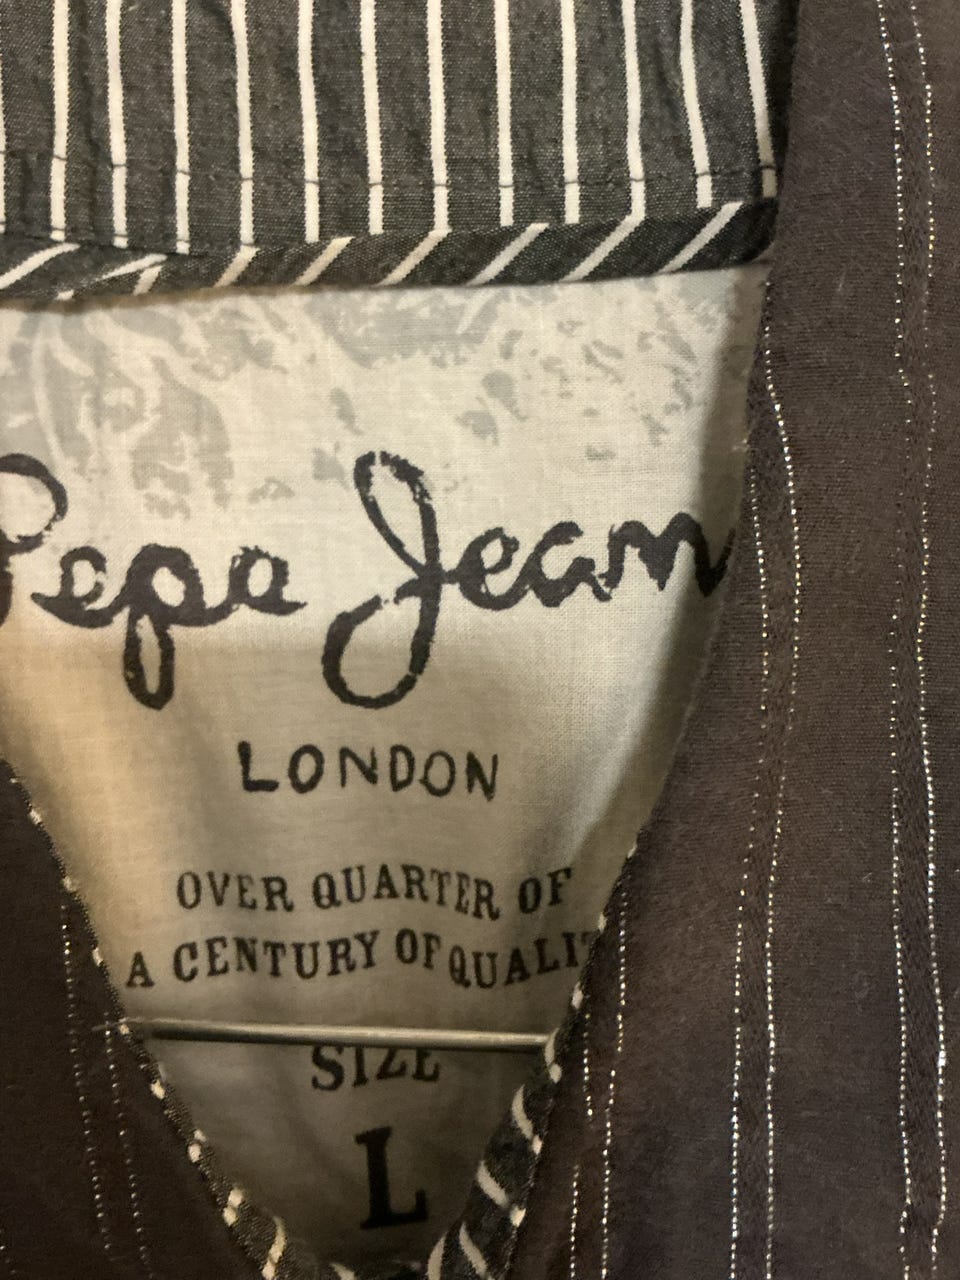 Pepe Jean
LONDON
OVER QUARTER OF
A CENTURY OF QUALIT
SIZE
L